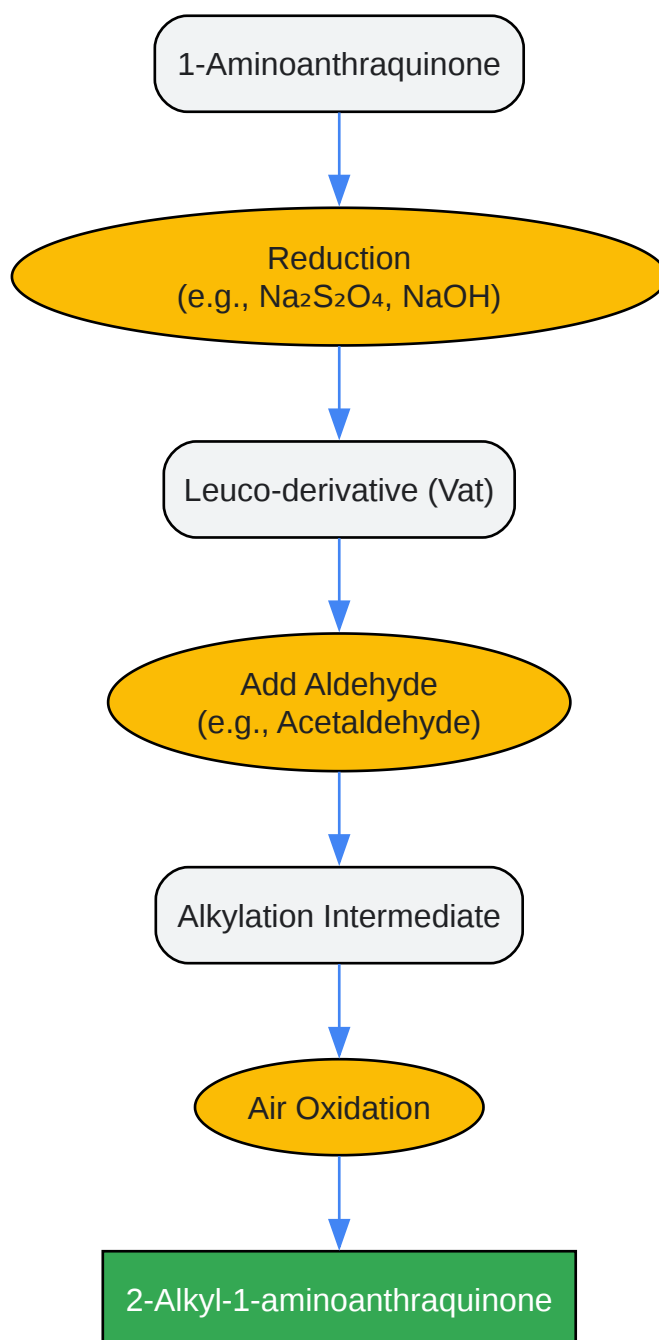 1-Aminoanthraquinone
Reduction
(e.g., Na₂S₂O₄, NaOH)
Leuco-derivative (Vat)
Add Aldehyde
(e.g., Acetaldehyde)
Alkylation Intermediate
Air Oxidation
2-Alkyl-1-aminoanthraquinone